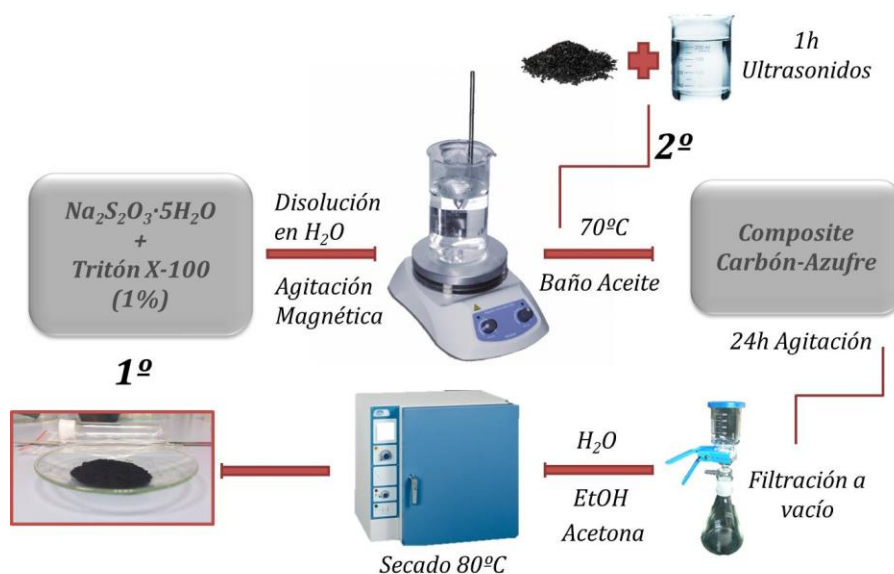 1h
Ultrasonidos
2º
Na₂S₂O₃·5H₂O
+
Tritón X-100
(1%)
Disolución
en H₂O
Agitación
Magnética
70ºC
Baño Aceite
Composite
Carbón-Azufre
1º
24h Agitación
H₂O
EtOH
Acetona
Filtración a
vacío
Secado 80ºC